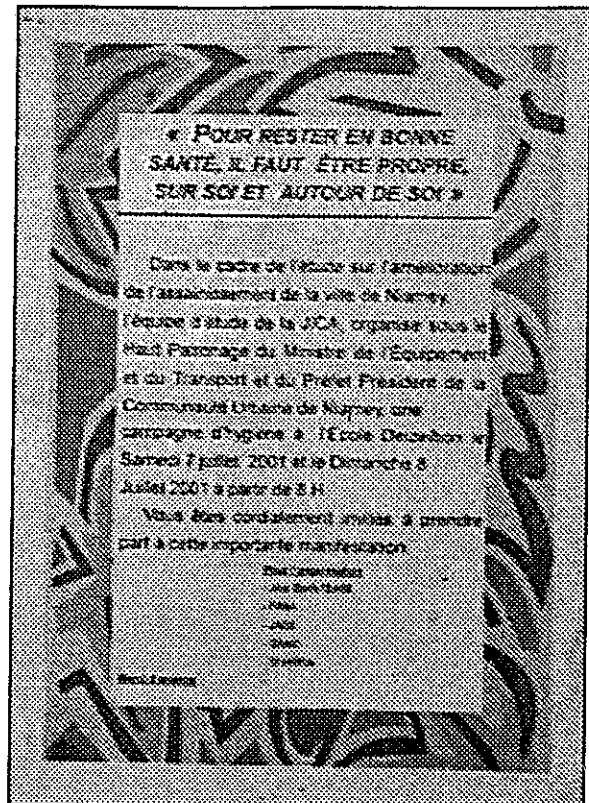 « POUR RESTER EN BONNE
SANTÉ, IL FAUT ÊTRE PROPRE,
SUR SOI ET AUTOUR DE SOI »
Dans le cadre de l'étude sur l'amélioration
de l'assainissement de la ville de Niamey,
l'équipe d'étude de la JICA, organise sous le
Haut Patronage du Ministre de l'Équipement
et du Transport et du Préfet Président de la
Communauté Urbaine de Niamey, une
campagne d'hygiène à l'Ecole le
Samedi 7 juillet 2001 et le Dimanche 8
Juillet 2001 à partir de 8 H
Vous êtes cordialement invités à prendre
part à cette importante manifestation.